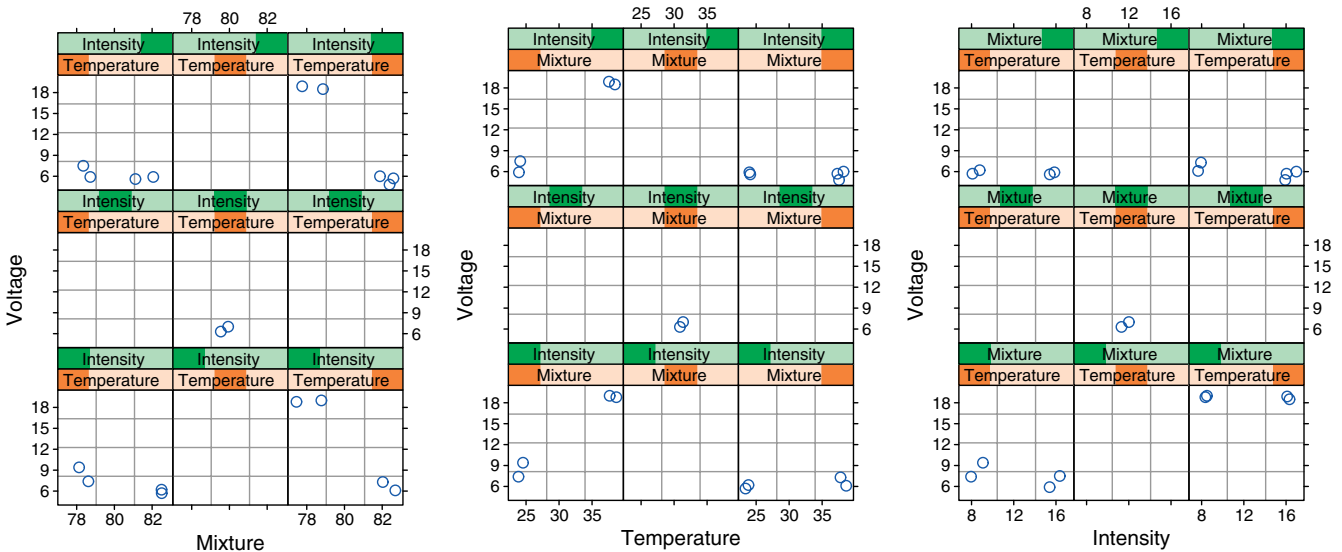 78 80 82
Intensity Intensity Intensity
Temperature Temperature Temperature
18
15
12
9
6
Intensity Intensity Intensity
Temperature Temperature Temperature
18
15
12
9
6
Intensity Intensity Intensity
Temperature Temperature Temperature
18
15
12
9
6
78 80 82 78 80 82
Mixture
Voltage
25 30 35
Intensity Intensity Intensity
Mixture Mixture Mixture
18
15
12
9
6
Intensity Intensity Intensity
Mixture Mixture Mixture
18
15
12
9
6
Intensity Intensity Intensity
Mixture Mixture Mixture
18
15
12
9
6
25 30 35 25 30 35
Temperature
Voltage
8 12 16
Mixture Mixture Mixture
Temperature Temperature Temperature
18
15
12
9
6
Mixture Mixture Mixture
Temperature Temperature Temperature
18
15
12
9
6
Mixture Mixture Mixture
Temperature Temperature Temperature
18
15
12
9
6
8 12 16 8 12 16
Intensity
Voltage